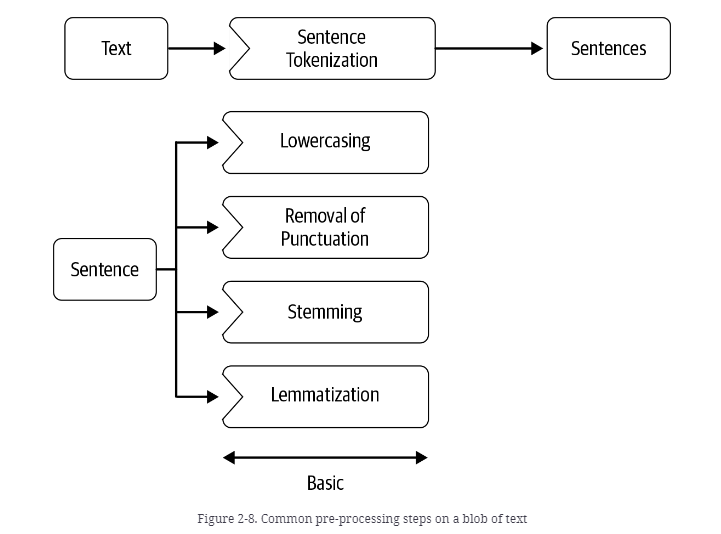 Text
Sentence
Tokenization
Sentences
Lowercasing
Removal of
Punctuation
Sentence
Stemming
Lemmatization
Basic
Figure 2-8. Common pre-processing steps on a blob of text